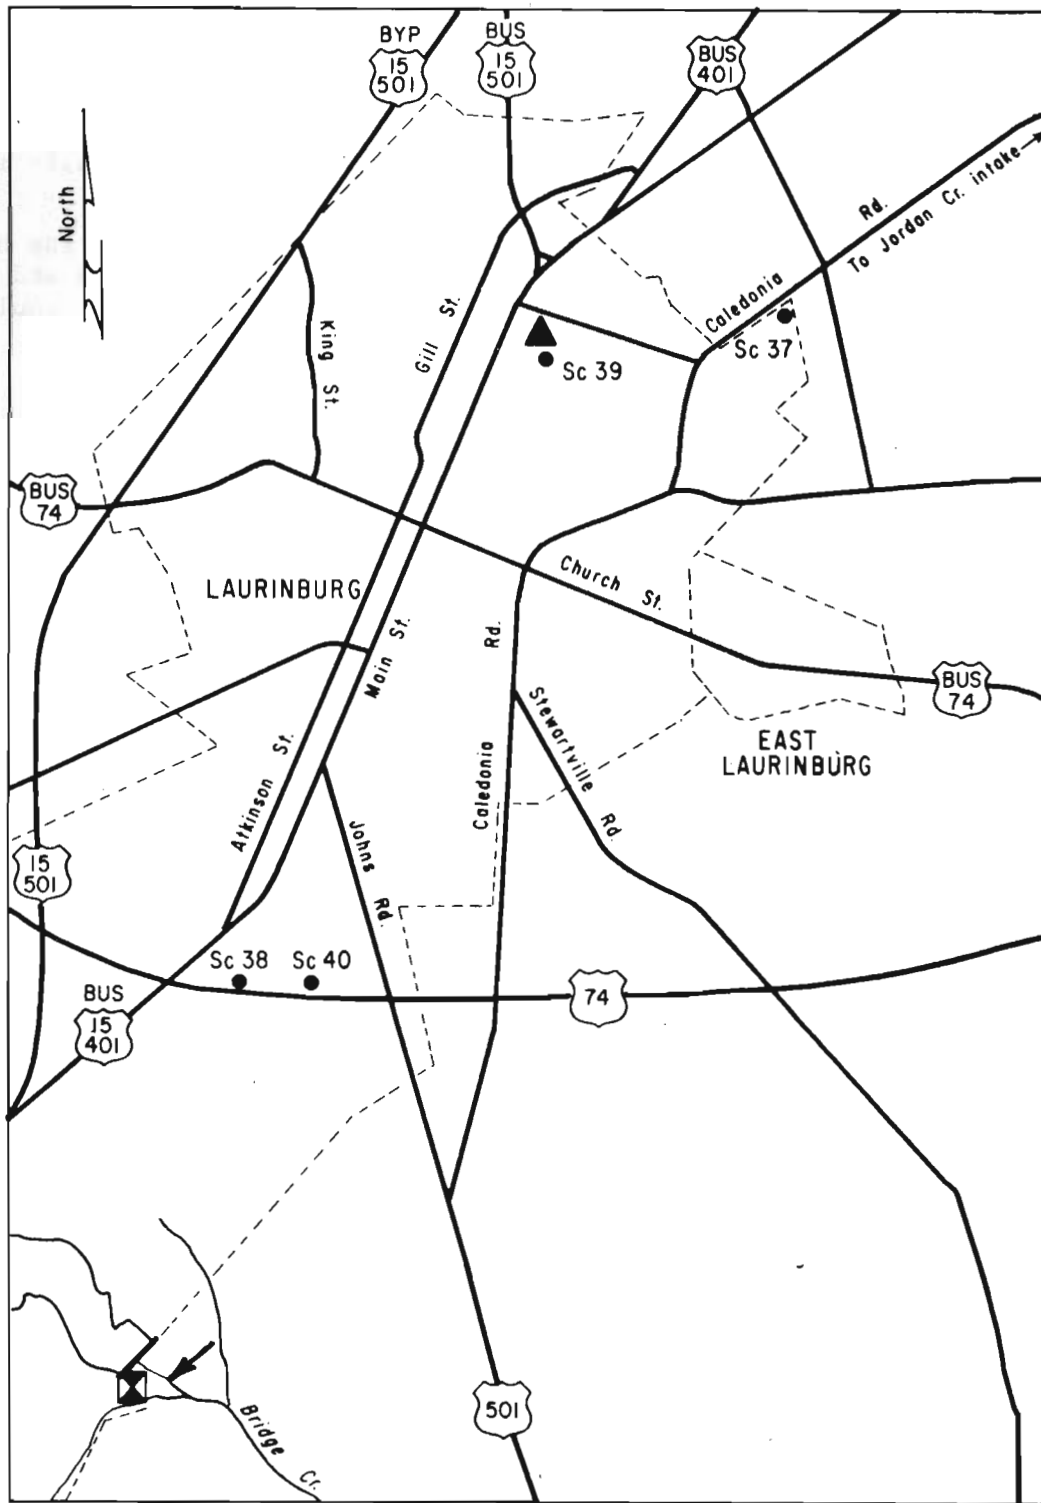 BYP
15
501
BUS
15
501
BUS
401
North
Rd.
To Jordan Cr. intake
Caledonia
Sc 37
King St.
Gill St.
Sc 39
BUS
74
LAURINBURG
Church St.
Main St.
Rd.
Caledonia
Stewartville Rd.
BUS
74
EAST
LAURINBURG
Atkinson St.
Johns Rd.
15
501
Sc 38
Sc 40
74
BUS
15
401
501
Bridge Cr.